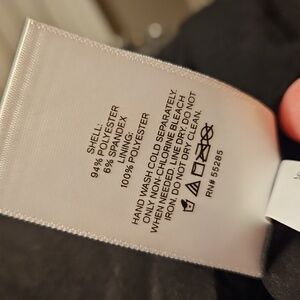 SHELL:
94% POLYESTER
6% SPANDEX
LINING:
100% POLYESTER
HAND WASH COLD SEPARATELY.
ONLY NON-CHLORINE BLEACH
WHEN NEEDED. LINE DRY. DO NOT
IRON. DO NOT DRY CLEAN.
RN# 55285